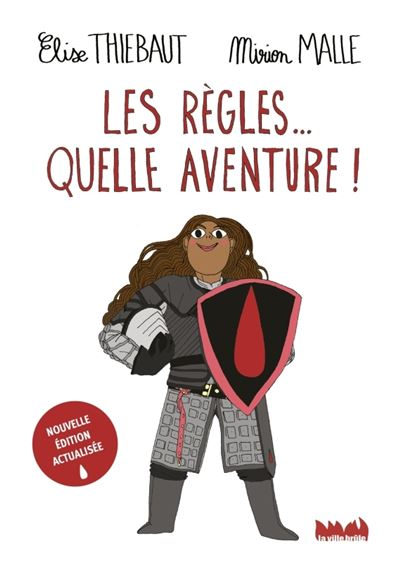 Elise THIEBAUT Mirion MALLE
LES RÈGLES...
QUELLE AVENTURE !
NOUVELLE
ÉDITION
ACTUALISÉE
la ville brûle